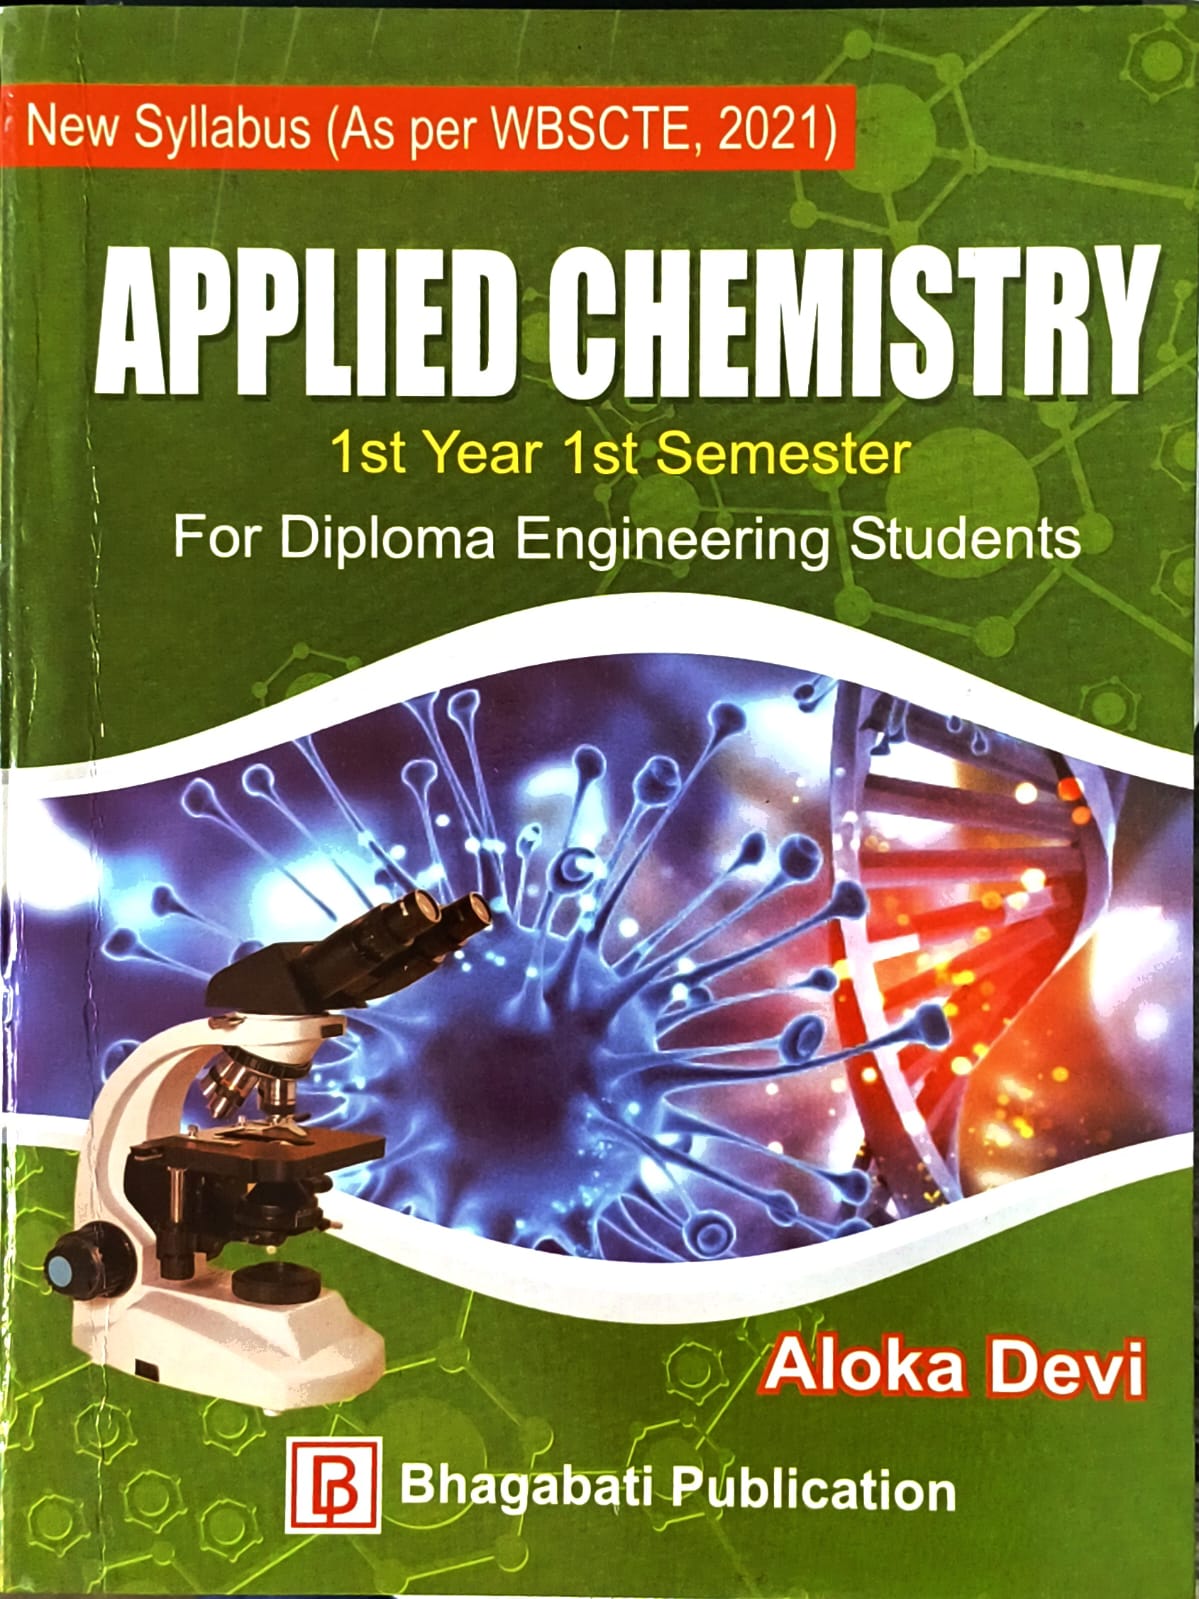 New Syllabus (As per WBSCTE, 2021)
APPLIED CHEMISTRY
1st Year 1st Semester
For Diploma Engineering Students
Aloka Devi
BP
Bhagabati Publication